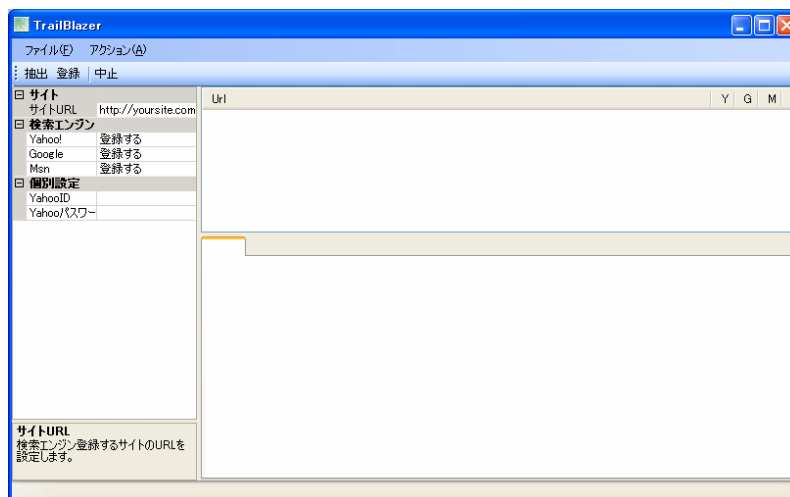 TrailBlazer
ファイル(F) アクション(A)
抽出 登録 中止
サイト
サイトURL http://yoursite.com
検索エンジン
Yahoo! 登録する
Google 登録する
Msn 登録する
個別設定
YahooID
Yahooパスワー
Url Y G M
サイトURL
検索エンジン登録するサイトのURLを
設定します。